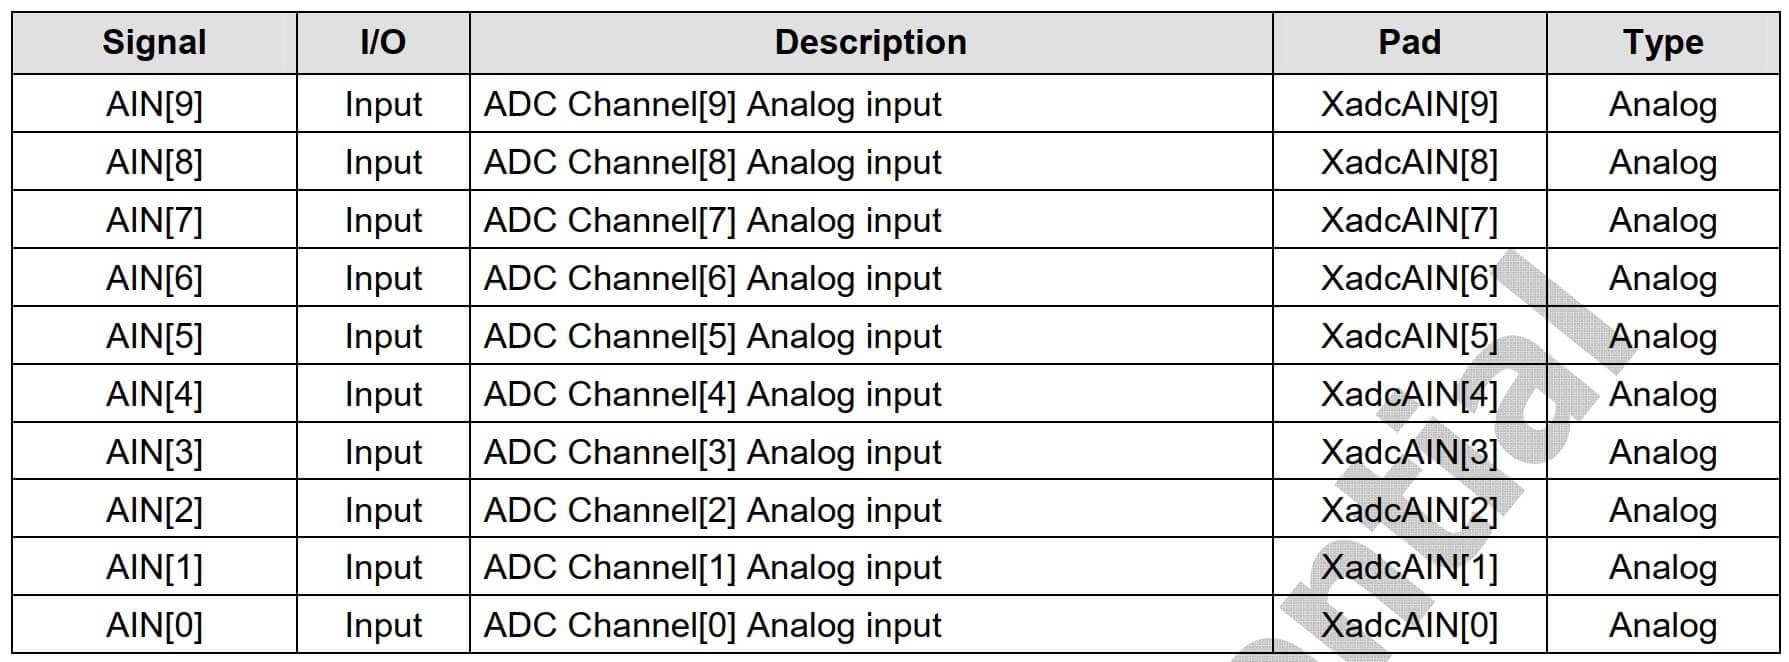 Signal I/O Description Pad Type
AIN[9] Input ADC Channel[9] Analog input XadcAIN[9] Analog
AIN[8] Input ADC Channel[8] Analog input XadcAIN[8] Analog
AIN[7] Input ADC Channel[7] Analog input XadcAIN[7] Analog
AIN[6] Input ADC Channel[6] Analog input XadcAIN[6] Analog
AIN[5] Input ADC Channel[5] Analog input XadcAIN[5] Analog
AIN[4] Input ADC Channel[4] Analog input XadcAIN[4] Analog
AIN[3] Input ADC Channel[3] Analog input XadcAIN[3] Analog
AIN[2] Input ADC Channel[2] Analog input XadcAIN[2] Analog
AIN[1] Input ADC Channel[1] Analog input XadcAIN[1] Analog
AIN[0] Input ADC Channel[0] Analog input XadcAIN[0] Analog
ntial